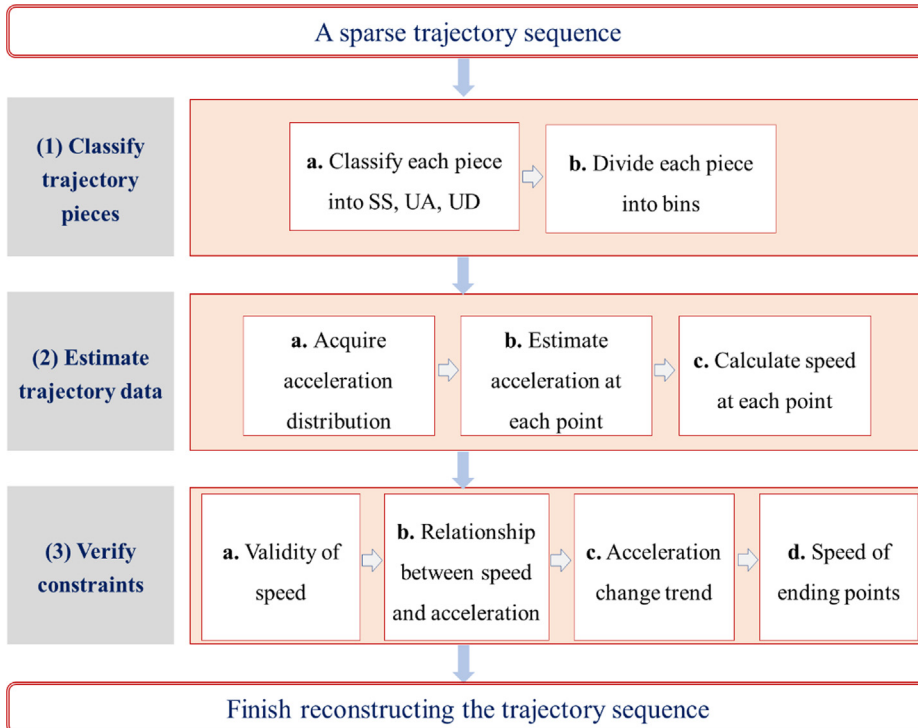 A sparse trajectory sequence
(1) Classify
trajectory
pieces
a. Classify each piece
into SS, UA, UD
b. Divide each piece
into bins
(2) Estimate
trajectory data
a. Acquire
acceleration
distribution
b. Estimate
acceleration at
each point
c. Calculate speed
at each point
(3) Verify
constraints
a. Validity of
speed
b. Relationship
between speed
and acceleration
c. Acceleration
change trend
d. Speed of
ending points
Finish reconstructing the trajectory sequence